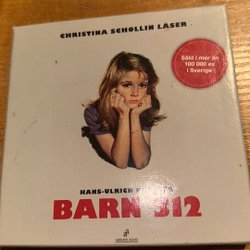 CHRISTINA SCHOLLIN LÄSER
Såld i mer än
100 000 ex
i Sverige
HANS-ULRICH
BARN 312